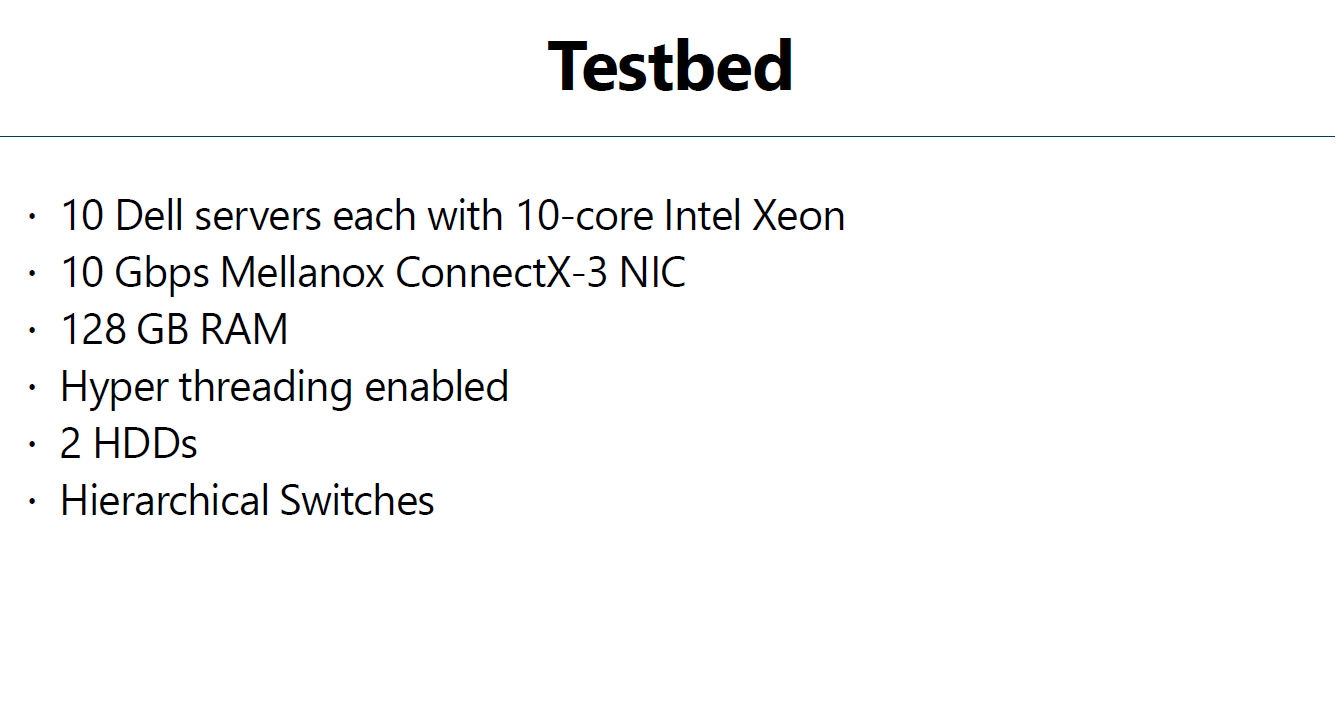 Testbed
· 10 Dell servers each with 10-core Intel Xeon
· 10 Gbps Mellanox ConnectX-3 NIC
· 128 GB RAM
· Hyper threading enabled
· 2 HDDs
· Hierarchical Switches